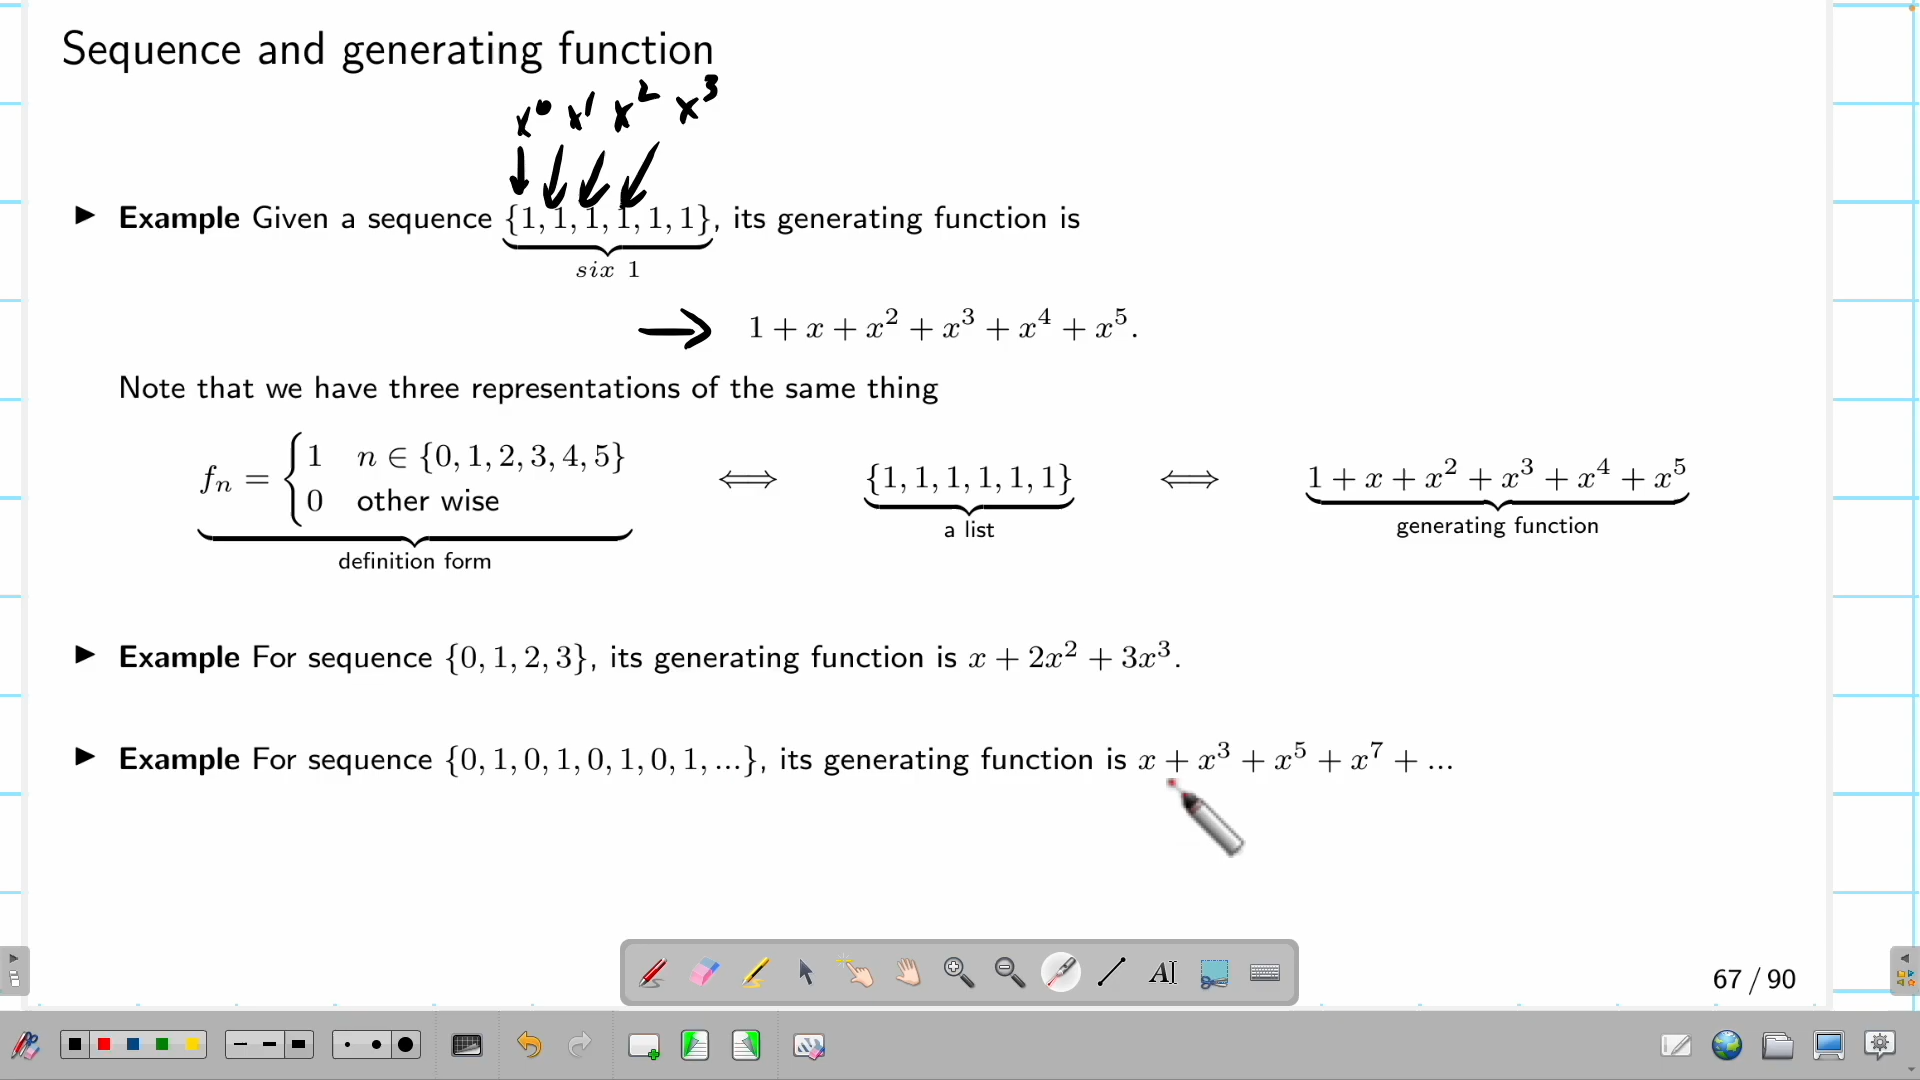 Sequence and generating function
x⁰ x¹ x² x³
▶ Example Given a sequence {1, 1, 1, 1, 1, 1}, its generating function is
six 1
→ 1 + x + x² + x³ + x⁴ + x⁵.
Note that we have three representations of the same thing
fₙ = { 1 n ∈ {0, 1, 2, 3, 4, 5}
0 other wise
⟺ {1, 1, 1, 1, 1, 1} ⟺ 1 + x + x² + x³ + x⁴ + x⁵
definition form a list generating function
▶ Example For sequence {0, 1, 2, 3}, its generating function is x + 2x² + 3x³.
▶ Example For sequence {0, 1, 0, 1, 0, 1, 0, 1, ...}, its generating function is x + x³ + x⁵ + x⁷ + ...
AI
67 / 90